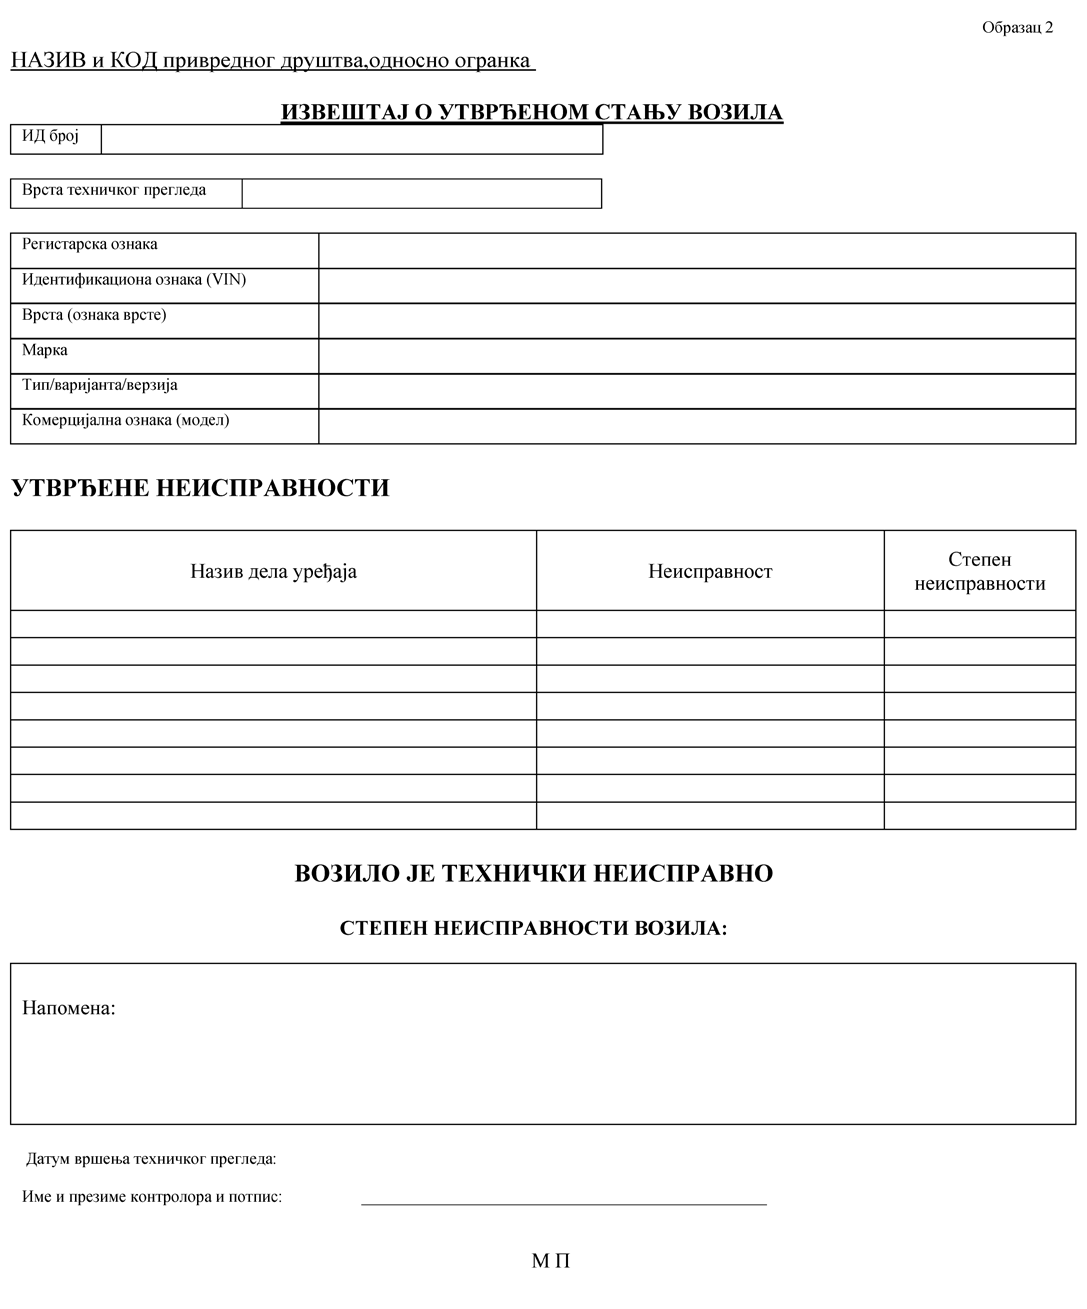 Образац 2
НАЗИВ и КОД привредног друштва,односно огранка
ИЗВЕШТАЈ О УТВРЂЕНОМ СТАЊУ ВОЗИЛА
ИД број
Врста техничког прегледа
Регистарска ознака
Идентификациона ознака (VIN)
Врста (ознака врсте)
Марка
Тип/варијанта/верзија
Комерцијална ознака (модел)
УТВРЂЕНЕ НЕИСПРАВНОСТИ
Назив дела уређаја
Неисправност
Степен
неисправности
ВОЗИЛО ЈЕ ТЕХНИЧКИ НЕИСПРАВНО
СТЕПЕН НЕИСПРАВНОСТИ ВОЗИЛА:
Напомена:
Датум вршења техничког прегледа:
Име и презиме контролора и потпис:
М П